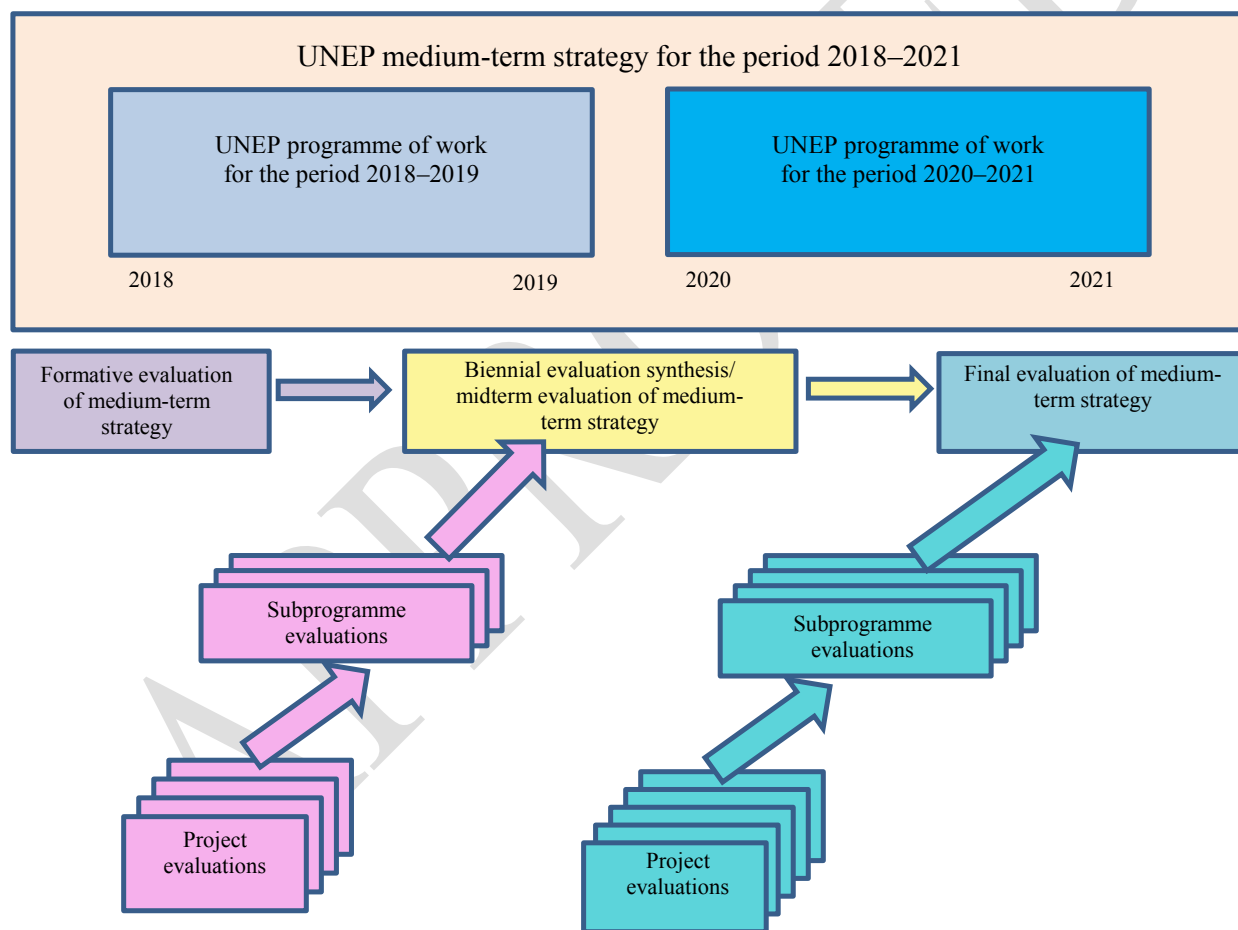 UNEP medium-term strategy for the period 2018–2021
UNEP programme of work
for the period 2018–2019
UNEP programme of work
for the period 2020–2021
2018
2019
2020
2021
Formative evaluation
of medium-term
strategy
Biennial evaluation synthesis/
midterm evaluation of medium-
term strategy
Final evaluation of medium-
term strategy
Subprogramme
evaluations
Subprogramme
evaluations
Project
evaluations
Project
evaluations